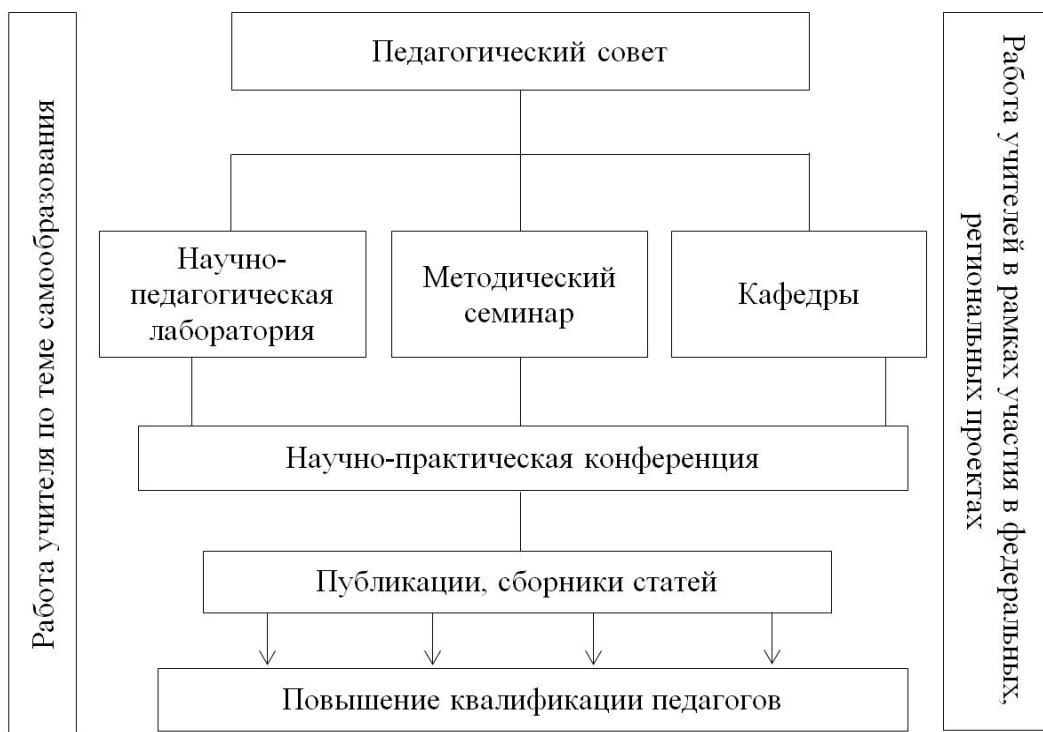 Работа учителя по теме самообразования
Педагогический совет
Научно-
педагогическая
лаборатория
Методический
семинар
Кафедры
Научно-практическая конференция
Публикации, сборники статей
Повышение квалификации педагогов
Работа учителей в рамках участия в федеральных,
региональных проектах